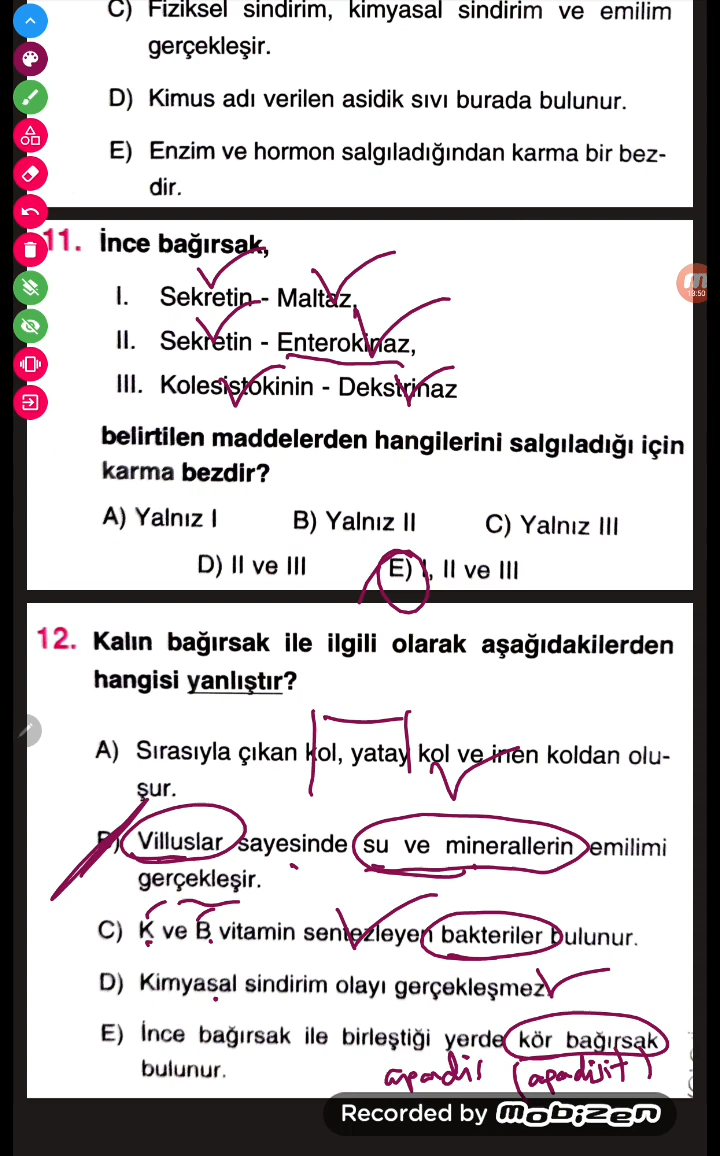 C) Fiziksel sindirim, kimyasal sindirim ve emilim
gerçekleşir.
D) Kimus adı verilen asidik sıvı burada bulunur.
E) Enzim ve hormon salgıladığından karma bir bez-
dir.
11. İnce bağırsak,
I. Sekretin - Maltaz,
II. Sekretin - Enterokinaz,
III. Kolesistokinin - Dekstrinaz
belirtilen maddelerden hangilerini salgıladığı için
karma bezdir?
A) Yalnız I B) Yalnız II C) Yalnız III
D) II ve III E) I, II ve III
12. Kalın bağırsak ile ilgili olarak aşağıdakilerden
hangisi yanlıştır?
A) Sırasıyla çıkan kol, yatay kol ve inen koldan olu-
şur.
B) Villuslar sayesinde su ve minerallerin emilimi
gerçekleşir.
C) K ve B vitamin sentezleyen bakteriler bulunur.
D) Kimyasal sindirim olayı gerçekleşmez.
E) İnce bağırsak ile birleştiği yerde kör bağırsak
bulunur.
apandis (apandisit)
13:50
Recorded by Mobizen